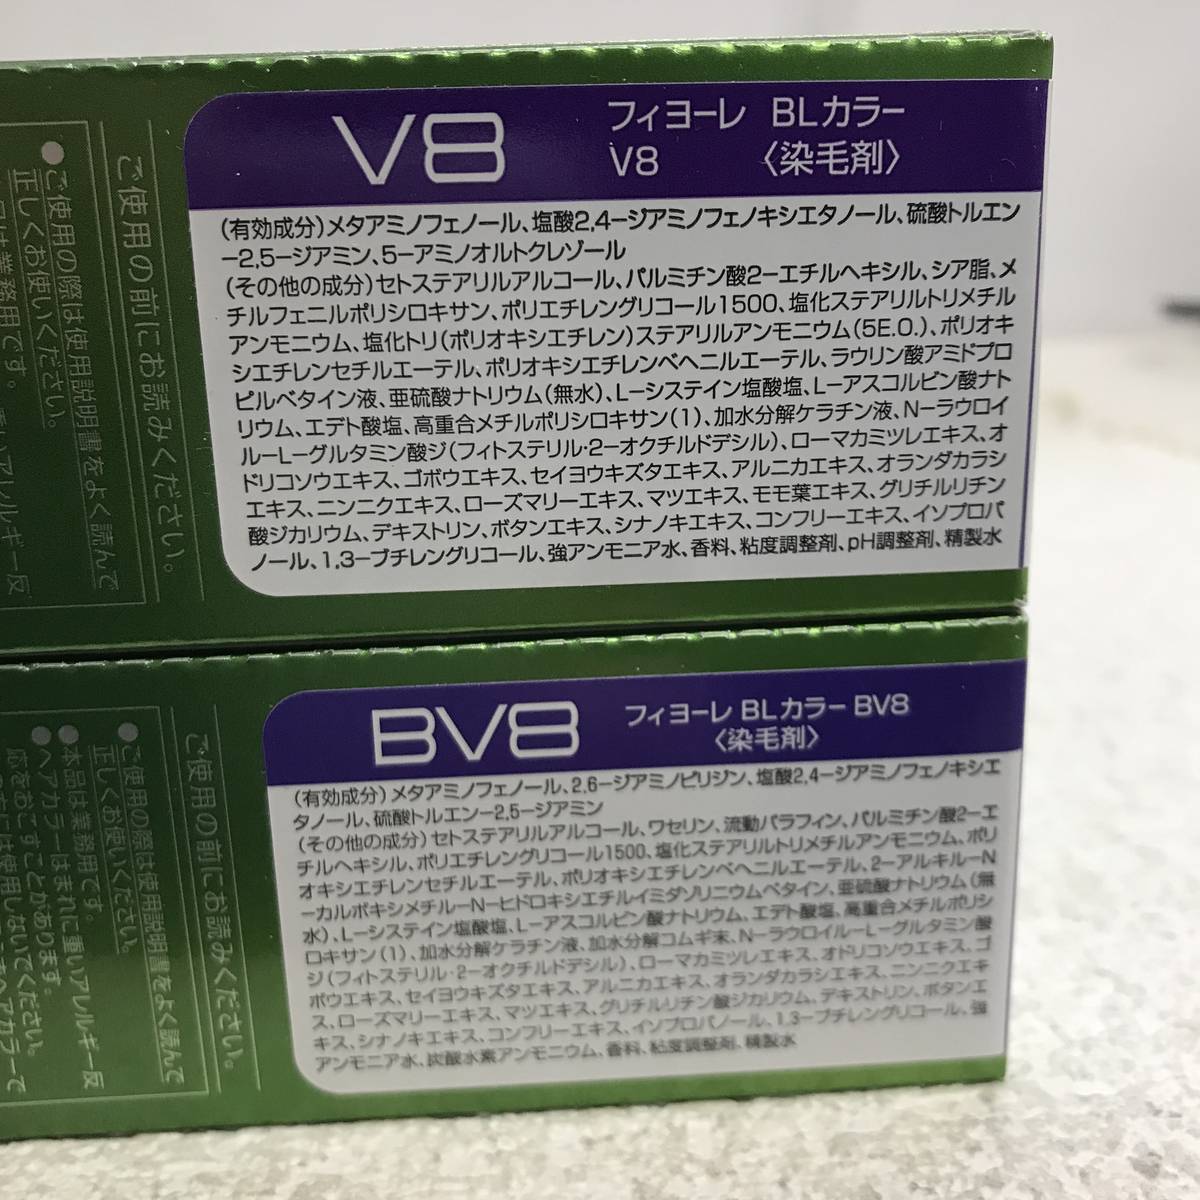 V8
フィヨーレ BLカラー
V8 〈染毛剤〉
(有効成分)メタアミノフェノール、塩酸2,4-ジアミノフェノキシエタノール、硫酸トルエン
-2,5-ジアミン、5-アミノオルトクレゾール
(その他の成分)セトステアリルアルコール、パルミチン酸2-エチルヘキシル、シア脂、メ
チルフェニルポリシロキサン、ポリエチレングリコール1500、塩化ステアリルトリメチル
アンモニウム、塩化トリ(ポリオキシエチレン)ステアリルアンモニウム(5E.O.)、ポリオキ
シエチレンセチルエーテル、ポリオキシエチレンベヘニルエーテル、ラウリン酸アミドプロ
ピルベタイン液、亜硫酸ナトリウム(無水)、L-システイン塩酸塩、L-アスコルビン酸ナト
リウム、エデト酸塩、高重合メチルポリシロキサン(1)、加水分解ケラチン液、N-ラウロイ
ル-L-グルタミン酸ジ(フィトステリル・2-オクチルドデシル)、ローマカミツレエキス、オ
ドリコソウエキス、ゴボウエキス、セイヨウキズタエキス、アルニカエキス、オランダカラシ
エキス、ニンニクエキス、ローズマリーエキス、マツエキス、モモ葉エキス、グリチルリチン
酸ジカリウム、デキストリン、ボタンエキス、シナノキエキス、コンフリーエキス、イソプロパ
ノール、1,3-ブチレングリコール、強アンモニア水、香料、粘度調整剤、pH調整剤、精製水
ご使用の前にお読みください。
●ご使用の際は使用説明書をよく読んで
正しくお使いください。
BV8
フィヨーレ BLカラー BV8
〈染毛剤〉
(有効成分)メタアミノフェノール、2,6-ジアミノピリジン、塩酸2,4-ジアミノフェノキシエ
タノール、硫酸トルエン-2,5-ジアミン
(その他の成分)セトステアリルアルコール、ワセリン、流動パラフィン、パルミチン酸2-エ
チルヘキシル、ポリエチレングリコール1500、塩化ステアリルトリメチルアンモニウム、ポリ
オキシエチレンセチルエーテル、ポリオキシエチレンベヘニルエーテル、2-アルキル-N
-カルボキシメチル-N-ヒドロキシエチルイミダゾリニウムベタイン、亜硫酸ナトリウム(無
水)、L-システイン塩酸塩、L-アスコルビン酸ナトリウム、エデト酸塩、高重合メチルポリシ
ロキサン(1)、加水分解ケラチン液、加水分解コムギ末、N-ラウロイル-L-グルタミン酸
ジ(フィトステリル・2-オクチルドデシル)、ローマカミツレエキス、オドリコソウエキス、ゴ
ボウエキス、セイヨウキズタエキス、アルニカエキス、オランダカラシエキス、ニンニクエキ
ス、ローズマリーエキス、マツエキス、グリチルリチン酸ジカリウム、デキストリン、ボタンエ
キス、シナノキエキス、コンフリーエキス、イソプロパノール、1,3-ブチレングリコール、強
アンモニア水、炭酸水素アンモニウム、香料、粘度調整剤、精製水
ご使用の前にお読みください。
●ご使用の際は使用説明書をよく読んで
正しくお使いください。
●本品は業務用です。
●ヘアカラーはまれに重いアレルギー反
応をおこすことがあります。